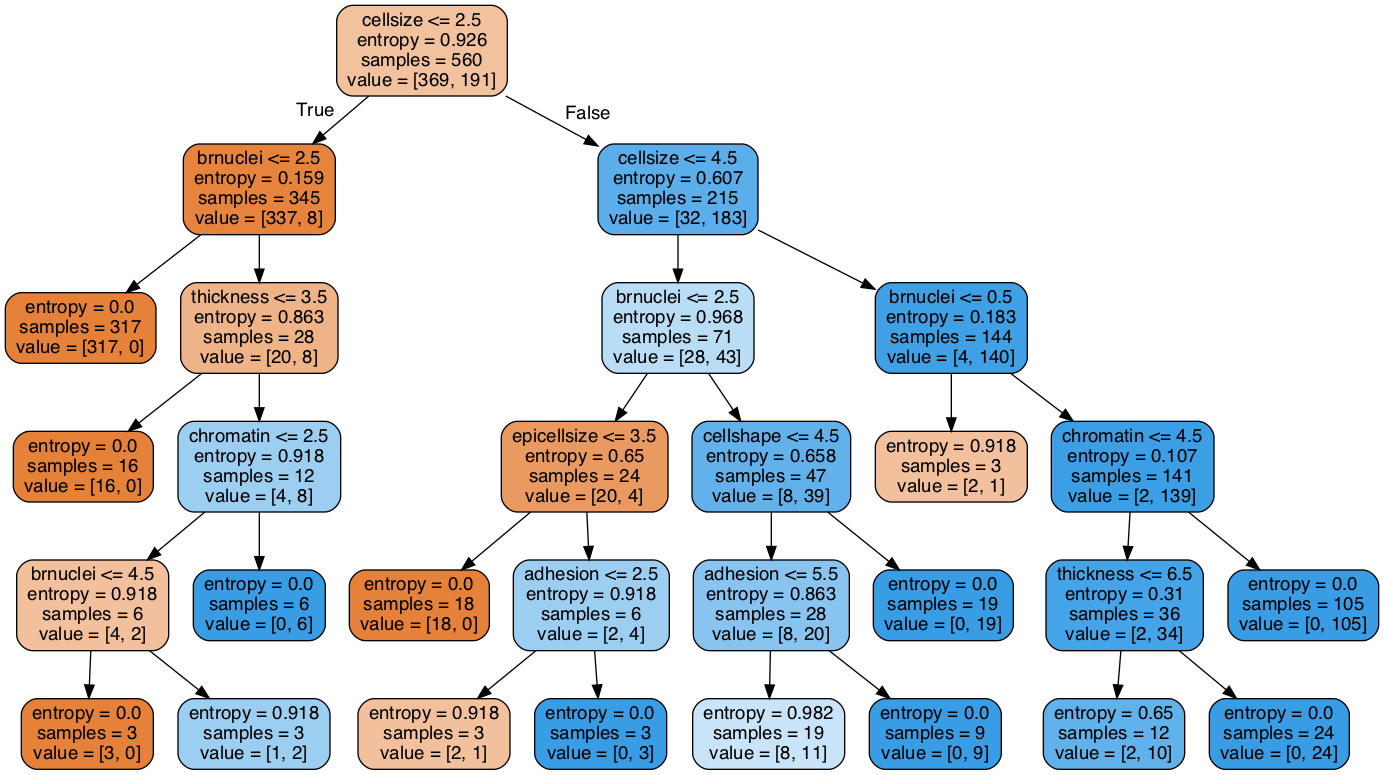 cellsize <= 2.5
entropy = 0.926
samples = 560
value = [369, 191]
True
False
brnuclei <= 2.5
entropy = 0.159
samples = 345
value = [337, 8]
cellsize <= 4.5
entropy = 0.607
samples = 215
value = [32, 183]
entropy = 0.0
samples = 317
value = [317, 0]
thickness <= 3.5
entropy = 0.863
samples = 28
value = [20, 8]
brnuclei <= 2.5
entropy = 0.968
samples = 71
value = [28, 43]
brnuclei <= 0.5
entropy = 0.183
samples = 144
value = [4, 140]
entropy = 0.0
samples = 16
value = [16, 0]
chromatin <= 2.5
entropy = 0.918
samples = 12
value = [4, 8]
epicellsize <= 3.5
entropy = 0.65
samples = 24
value = [20, 4]
cellshape <= 4.5
entropy = 0.658
samples = 47
value = [8, 39]
entropy = 0.918
samples = 3
value = [2, 1]
chromatin <= 4.5
entropy = 0.107
samples = 141
value = [2, 139]
brnuclei <= 4.5
entropy = 0.918
samples = 6
value = [4, 2]
entropy = 0.0
samples = 6
value = [0, 6]
entropy = 0.0
samples = 18
value = [18, 0]
adhesion <= 2.5
entropy = 0.918
samples = 6
value = [2, 4]
adhesion <= 5.5
entropy = 0.863
samples = 28
value = [8, 20]
entropy = 0.0
samples = 19
value = [0, 19]
thickness <= 6.5
entropy = 0.31
samples = 36
value = [2, 34]
entropy = 0.0
samples = 105
value = [0, 105]
entropy = 0.0
samples = 3
value = [3, 0]
entropy = 0.918
samples = 3
value = [1, 2]
entropy = 0.918
samples = 3
value = [2, 1]
entropy = 0.0
samples = 3
value = [0, 3]
entropy = 0.982
samples = 19
value = [8, 11]
entropy = 0.0
samples = 9
value = [0, 9]
entropy = 0.65
samples = 12
value = [2, 10]
entropy = 0.0
samples = 24
value = [0, 24]